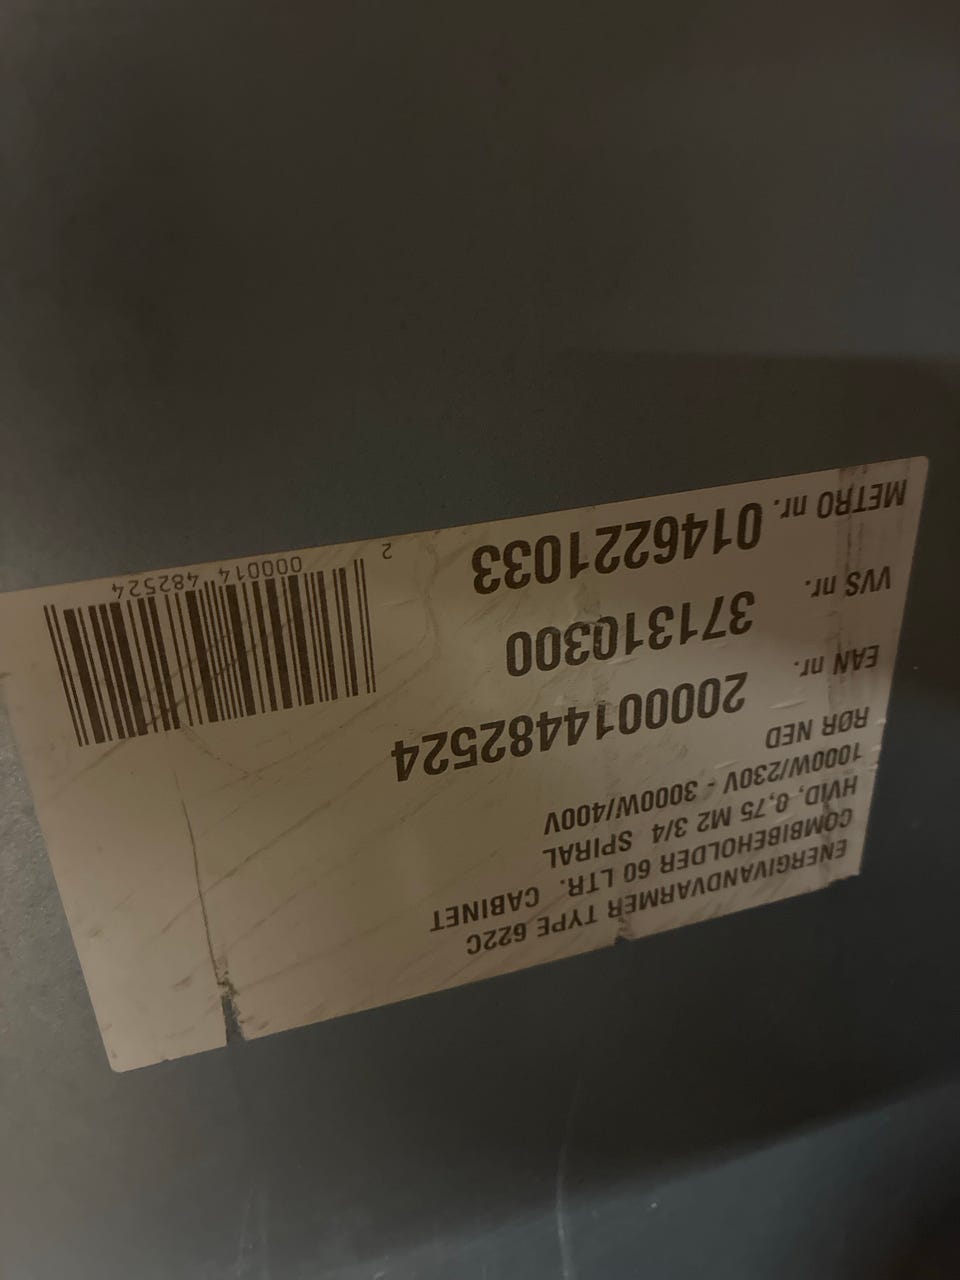 ENERGIVANDVARMER TYPE 622C
COMBIBEHOLDER 60 LTR. CABINET
HVID, 0,75 M2 3/4 SPIRAL
1000W/230V - 3000W/400V
RØR NED
EAN nr. 2000014482524
VVS nr. 371310300
METRO nr. 0146221033
2 000014 482524